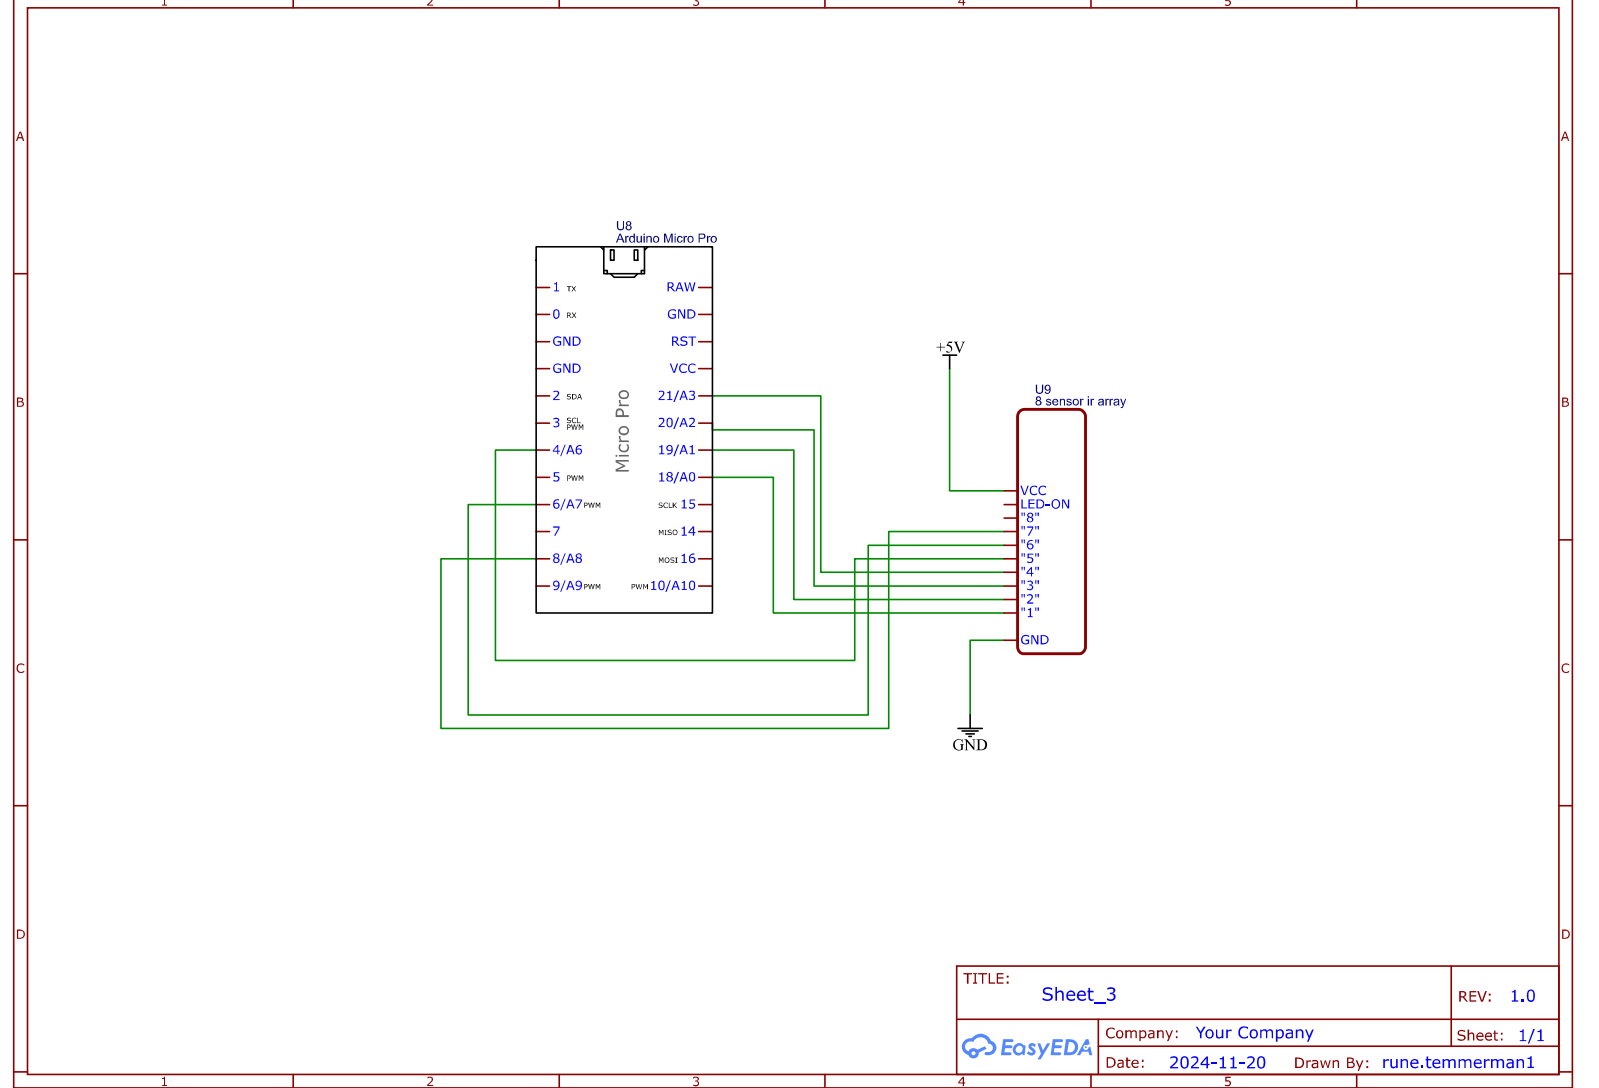 1 2 3 4 5
A A
U8
Arduino Micro Pro
1 TX RAW
0 RX GND
GND RST
GND VCC
2 SDA 21/A3
3 SCL PWM 20/A2
4/A6 19/A1
5 PWM 18/A0
6/A7 PWM SCLK 15
7 MISO 14
8/A8 MOSI 16
9/A9 PWM PWM 10/A10
Micro Pro
+5V
U9
8 sensor ir array
B B
VCC
LED-ON
"8"
"7"
"6"
"5"
"4"
"3"
"2"
"1"
GND
GND
C C
D D
TITLE:
Sheet_3
REV: 1.0
EasyEDA
Company: Your Company
Sheet: 1/1
Date: 2024-11-20 Drawn By: rune.temmerman1
1 2 3 4 5